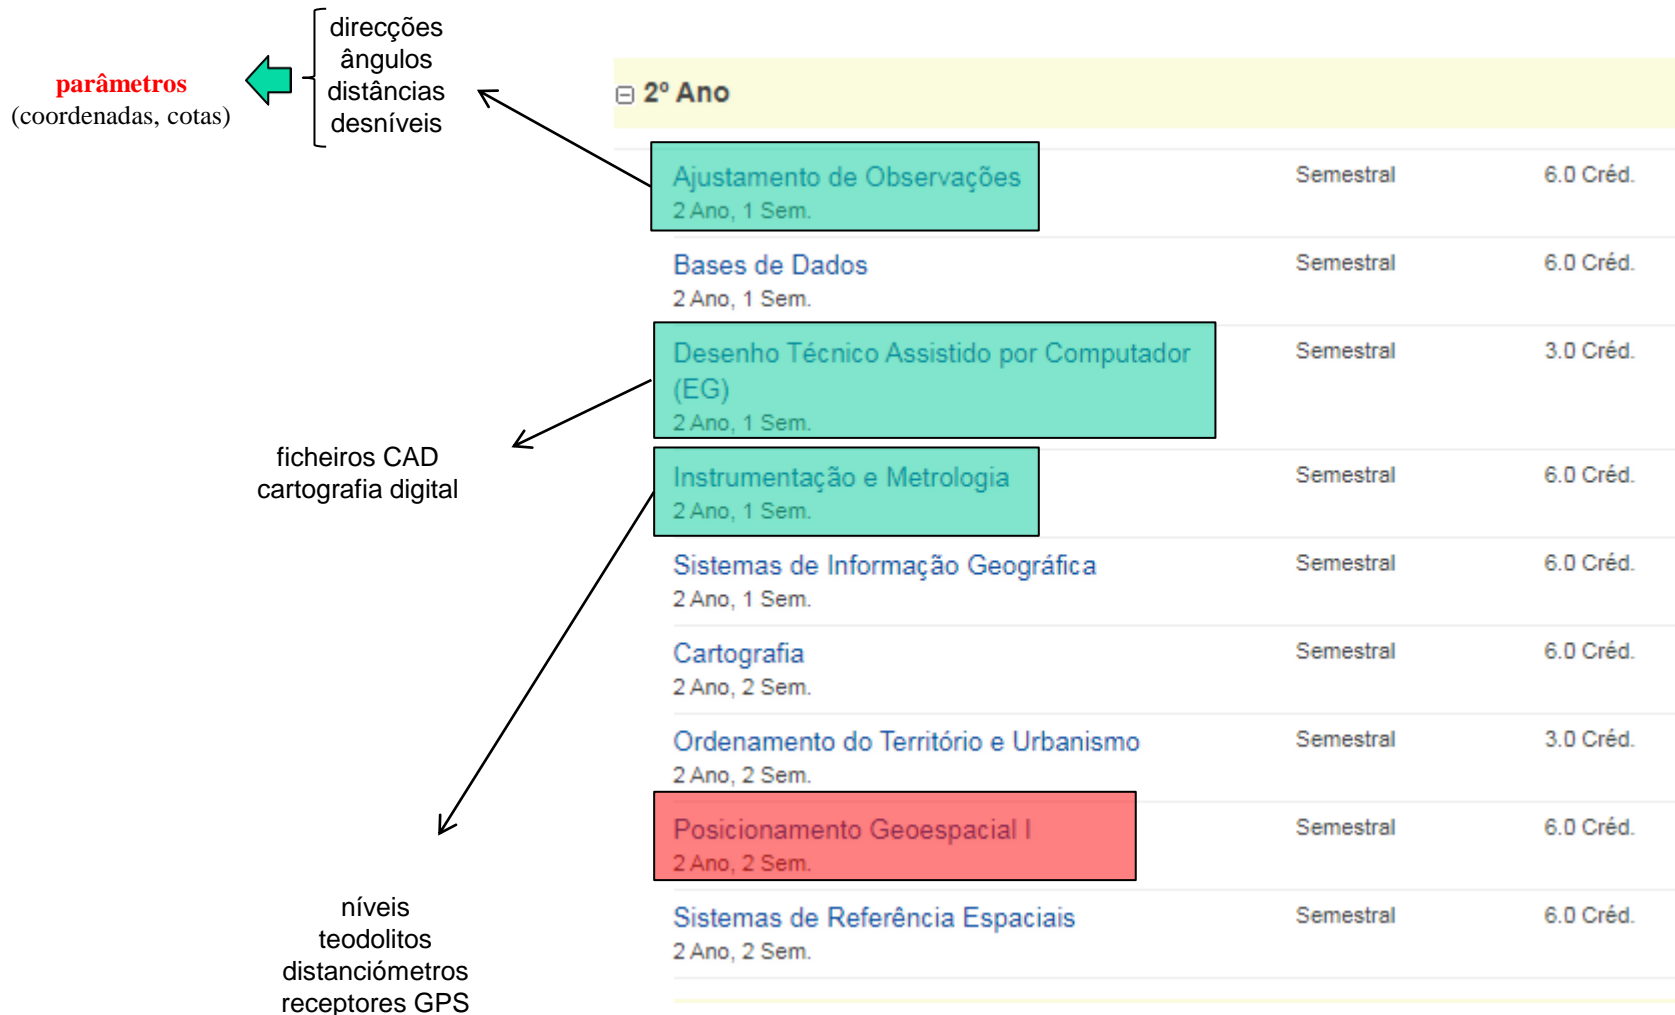 direcções
ângulos
distâncias
desníveis
parâmetros
(coordenadas, cotas)
2º Ano
Ajustamento de Observações Semestral 6.0 Créd.
2 Ano, 1 Sem.
Bases de Dados Semestral 6.0 Créd.
2 Ano, 1 Sem.
Desenho Técnico Assistido por Computador Semestral 3.0 Créd.
(EG)
2 Ano, 1 Sem.
ficheiros CAD
cartografia digital
Instrumentação e Metrologia Semestral 6.0 Créd.
2 Ano, 1 Sem.
Sistemas de Informação Geográfica Semestral 6.0 Créd.
2 Ano, 1 Sem.
Cartografia Semestral 6.0 Créd.
2 Ano, 2 Sem.
Ordenamento do Território e Urbanismo Semestral 3.0 Créd.
2 Ano, 2 Sem.
Posicionamento Geoespacial I Semestral 6.0 Créd.
2 Ano, 2 Sem.
Sistemas de Referência Espaciais Semestral 6.0 Créd.
2 Ano, 2 Sem.
níveis
teodolitos
distanciómetros
receptores GPS